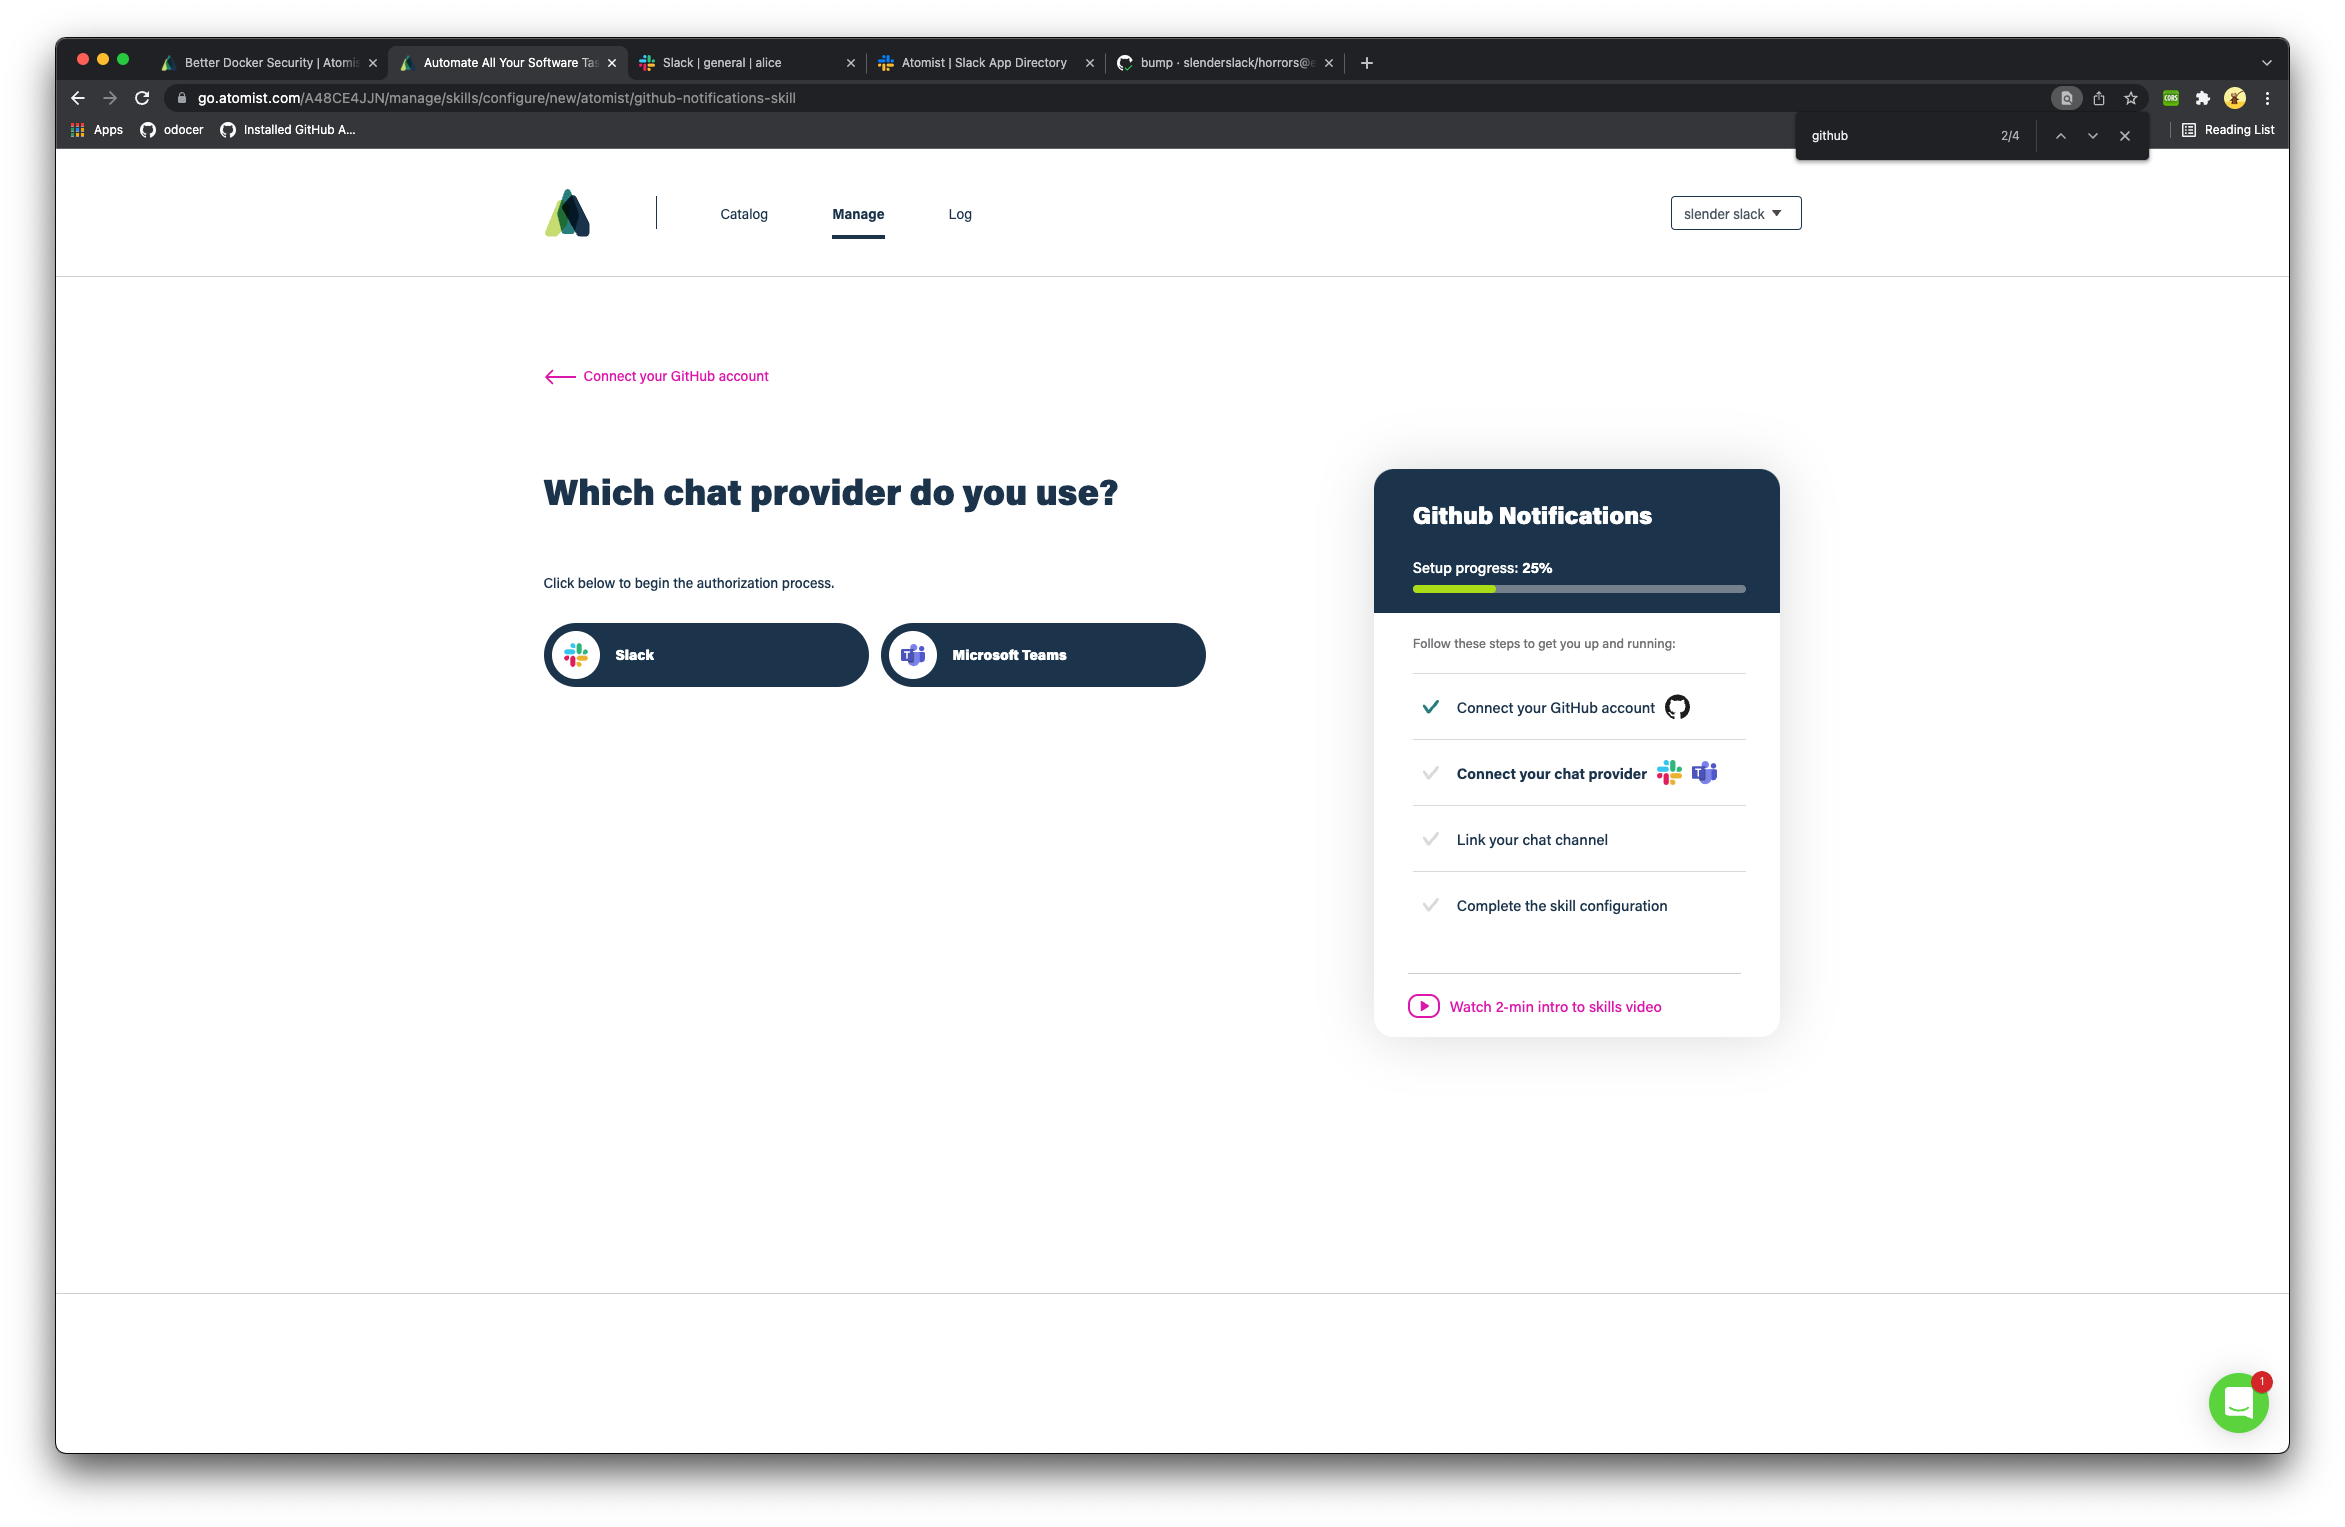 Better Docker Security | Atomis
Automate All Your Software Tas
Slack | general | alice
Atomist | Slack App Directory
bump · slenderslack/horrors@e
go.atomist.com/A48CE4JJN/manage/skills/configure/new/atomist/github-notifications-skill
CORS
Apps
odocer
Installed GitHub A...
github
2/4
Reading List
Catalog
Manage
Log
slender slack
Connect your GitHub account
Which chat provider do you use?
Click below to begin the authorization process.
Slack
Microsoft Teams
Github Notifications
Setup progress: 25%
Follow these steps to get you up and running:
Connect your GitHub account
Connect your chat provider
Link your chat channel
Complete the skill configuration
Watch 2-min intro to skills video
1